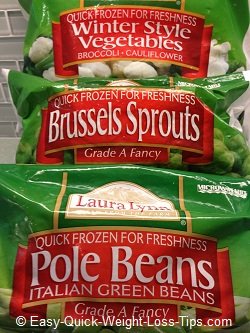 QUICK FROZEN FOR FRESHNESS
Winter Style
Vegetables
BROCCOLI - CAULIFLOWER
QUICK FROZEN FOR FRESHNESS
Brussels Sprouts
Grade A Fancy
Laura Lynn
MICROWAVEABLE
QUICK FROZEN FOR FRESHNESS
Pole Beans
ITALIAN GREEN BEANS
Grade A Fancy
© Easy-Quick-Weight-Loss-Tips.com